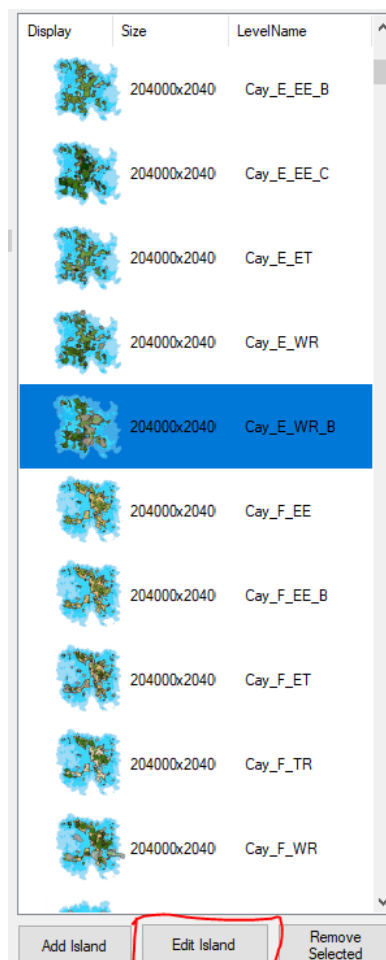 Display Size LevelName
204000x2040 Cay_E_EE_B
204000x2040 Cay_E_EE_C
204000x2040 Cay_E_ET
204000x2040 Cay_E_WR
204000x2040 Cay_E_WR_B
204000x2040 Cay_F_EE
204000x2040 Cay_F_EE_B
204000x2040 Cay_F_ET
204000x2040 Cay_F_TR
204000x2040 Cay_F_WR
Add Island Edit Island Remove
Selected